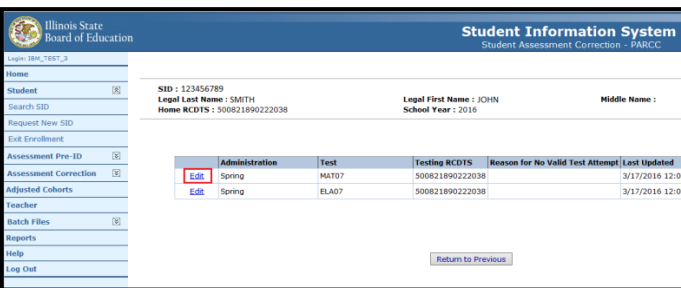 Illinois State
Board of Education
Student Information System
Student Assessment Correction - PARCC
Login: IBM_TEST_3
Home
Student
Search SID
Request New SID
Exit Enrollment
Assessment Pre-ID
Assessment Correction
Adjusted Cohorts
Teacher
Batch Files
Reports
Help
Log Out
SID : 123456789
Legal Last Name : SMITH Legal First Name : JOHN Middle Name :
Home RCDTS : 500821890222038 School Year : 2016
Administration Test Testing RCDTS Reason for No Valid Test Attempt Last Updated
Edit Spring MAT07 500821890222038 3/17/2016 12:0
Edit Spring ELA07 500821890222038 3/17/2016 12:0
Return to Previous